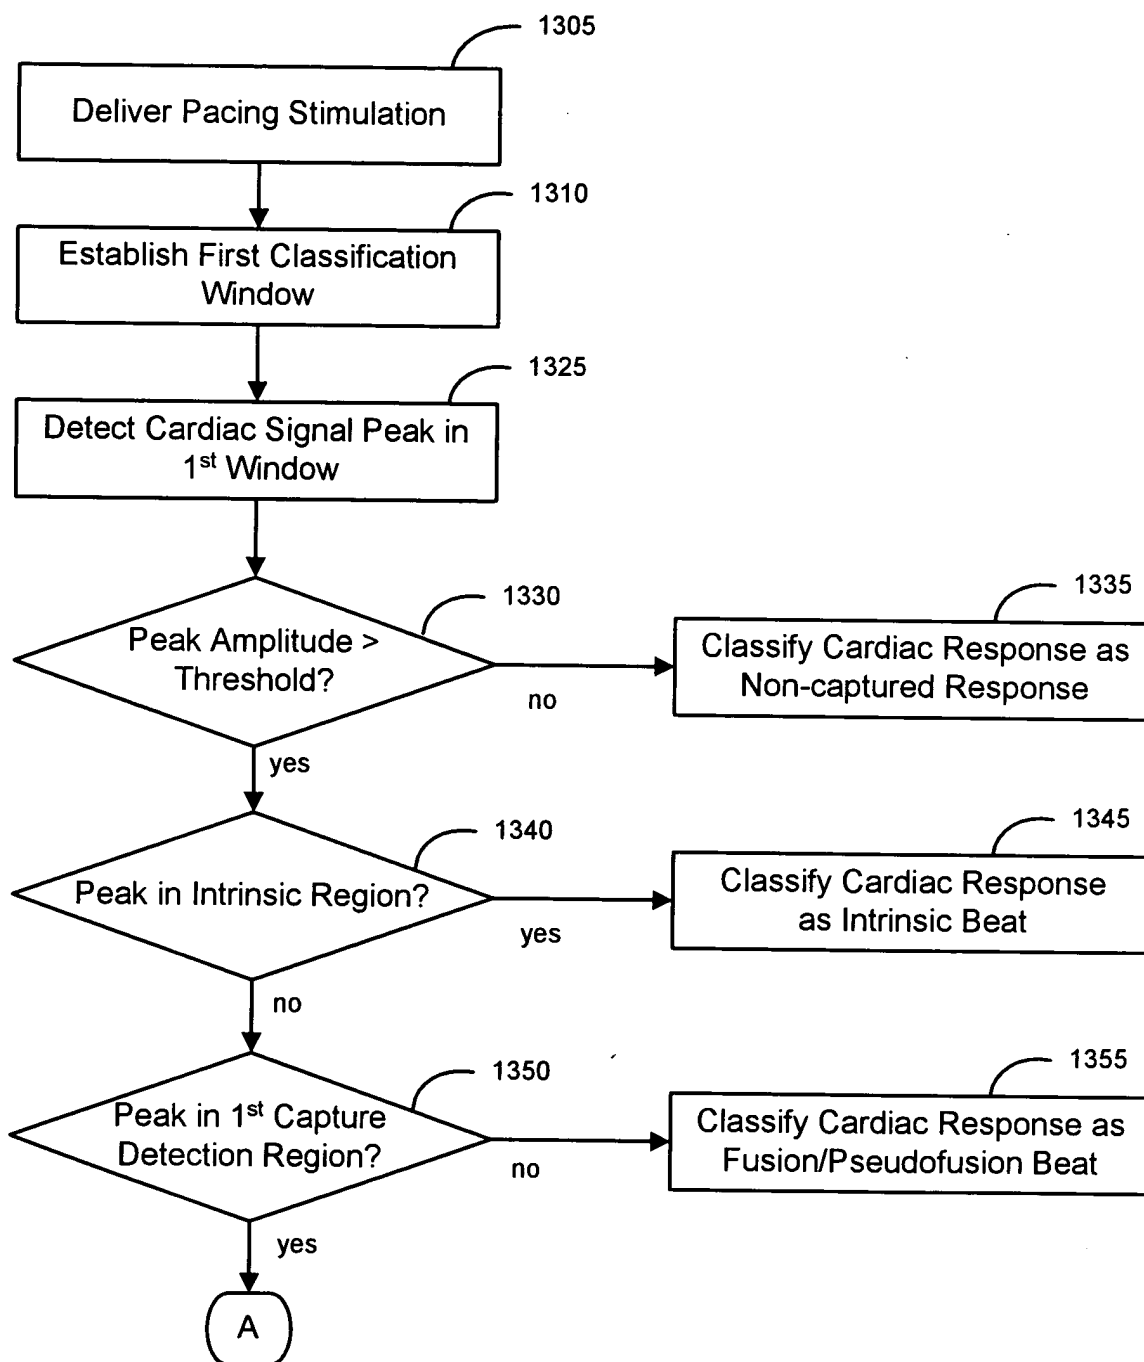 1305
Deliver Pacing Stimulation
1310
Establish First Classification
Window
1325
Detect Cardiac Signal Peak in
1st Window
1330
Peak Amplitude >
Threshold?
no
yes
1335
Classify Cardiac Response as
Non-captured Response
1340
Peak in Intrinsic Region?
yes
no
1345
Classify Cardiac Response
as Intrinsic Beat
1350
Peak in 1st Capture
Detection Region?
no
yes
1355
Classify Cardiac Response as
Fusion/Pseudofusion Beat
A